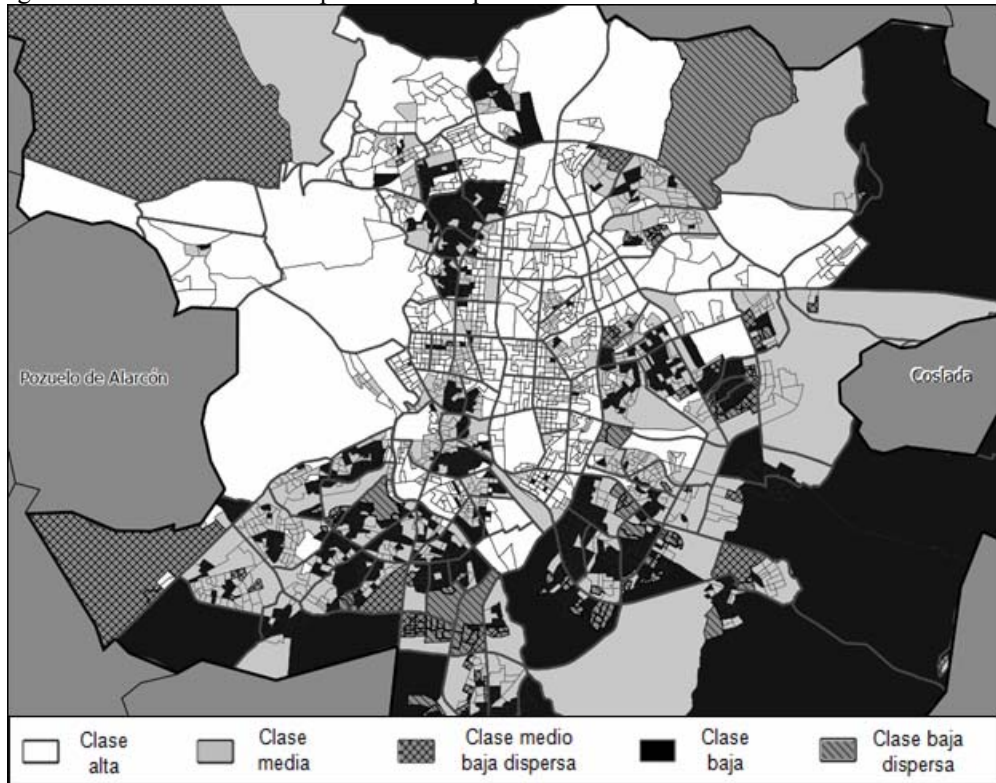 Pozuelo de Alarcón
Coslada
Clase
alta
Clase
media
Clase medio
baja dispersa
Clase
baja
Clase baja
dispersa